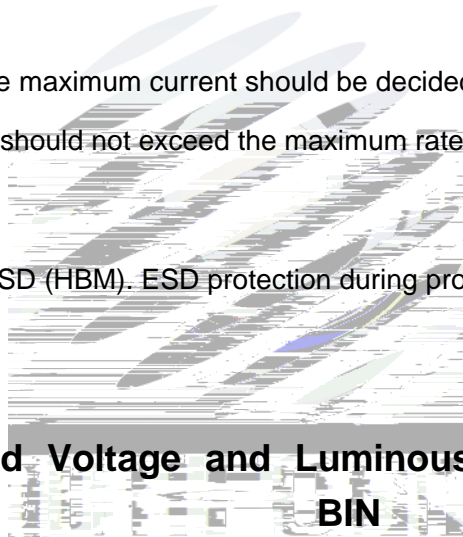 e maximum current should be decided
should not exceed the maximum rate
SD (HBM). ESD protection during pro
d Voltage and Luminous
BIN